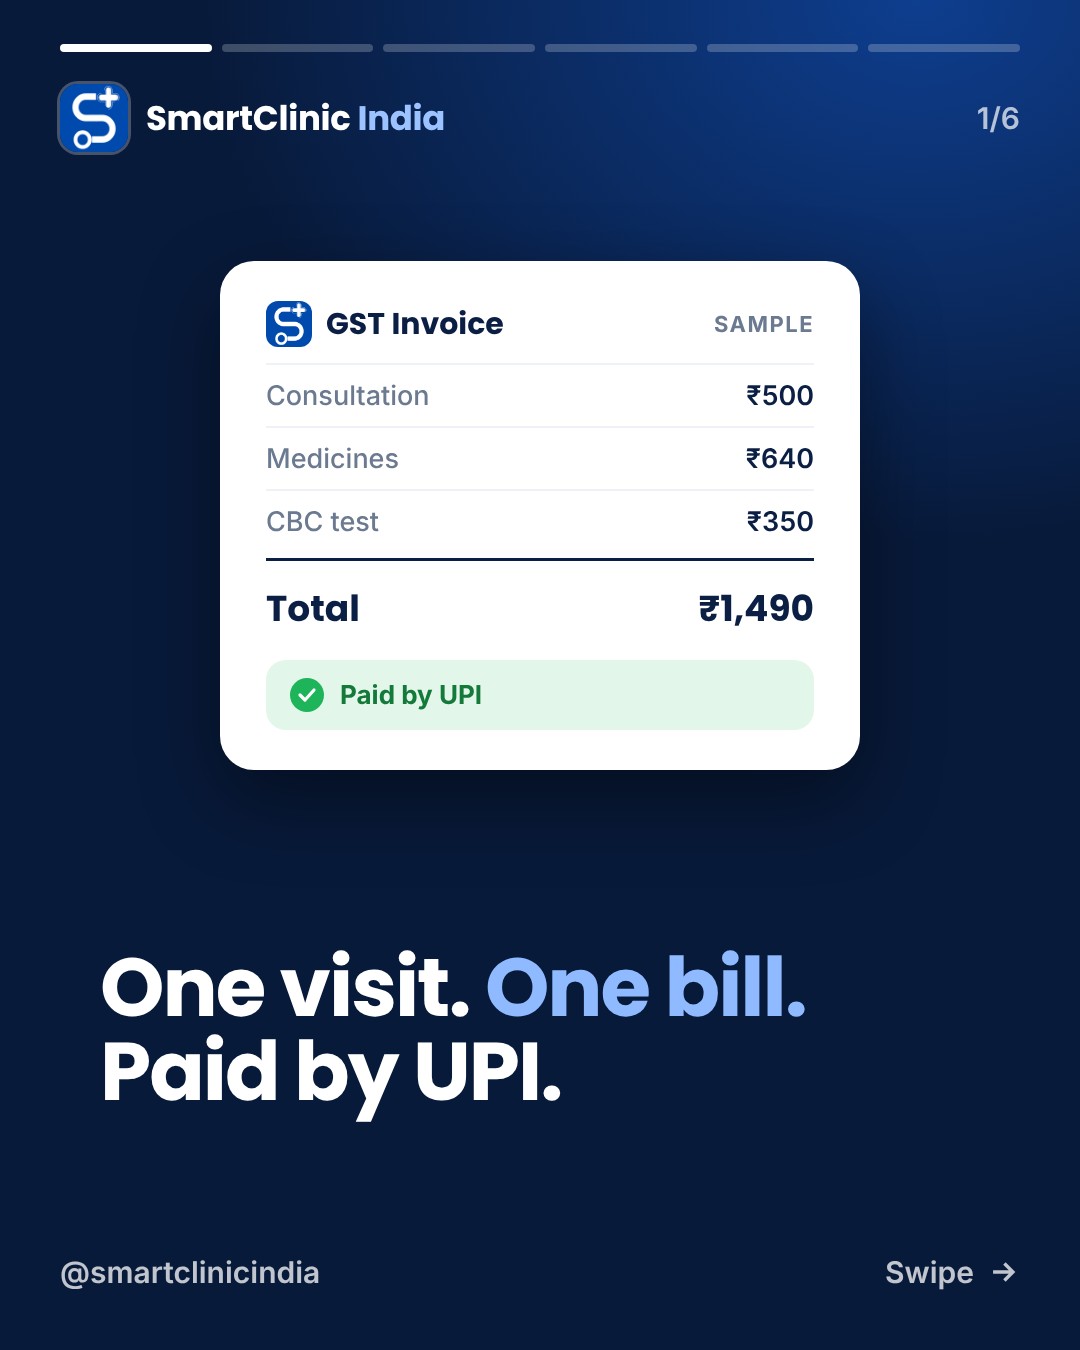 SmartClinic India
1/6
GST Invoice SAMPLE
Consultation ₹500
Medicines ₹640
CBC test ₹350
Total ₹1,490
Paid by UPI
One visit. One bill.
Paid by UPI.
@smartclinicindia
Swipe →